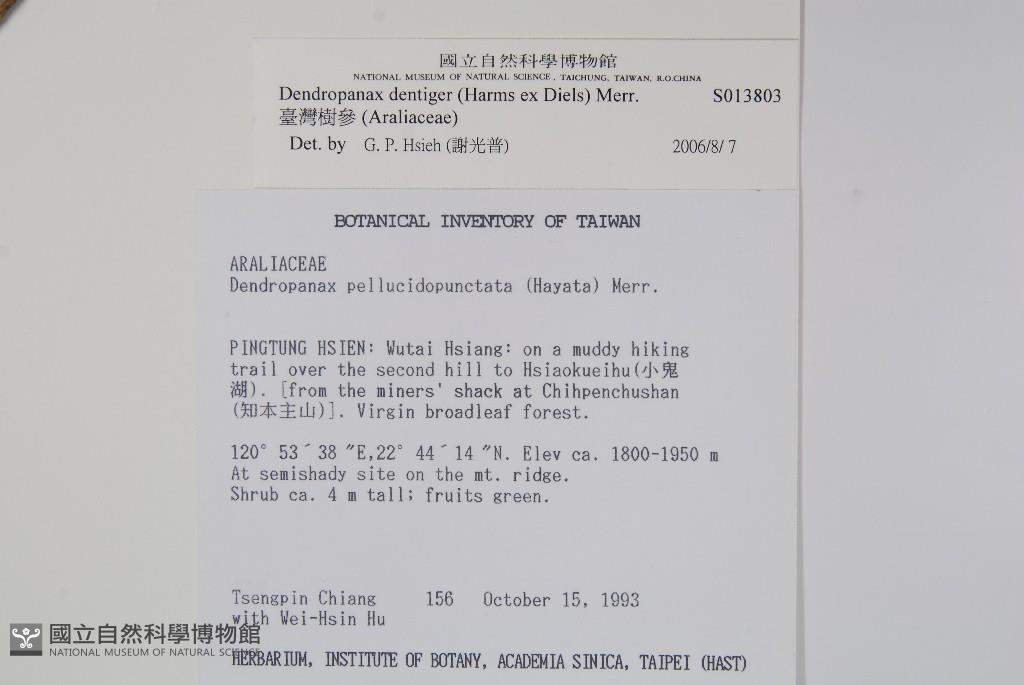 國立自然科學博物館
NATIONAL MUSEUM OF NATURAL SCIENCE, TAICHUNG, TAIWAN, R.O.CHINA
Dendropanax dentiger (Harms ex Diels) Merr. S013803
臺灣樹參 (Araliaceae)
Det. by G. P. Hsieh (謝光普) 2006/8/ 7
BOTANICAL INVENTORY OF TAIWAN
ARALIACEAE
Dendropanax pellucidopunctata (Hayata) Merr.
PINGTUNG HSIEN: Wutai Hsiang: on a muddy hiking
trail over the second hill to Hsiaokueihu(小鬼
湖). [from the miners' shack at Chihpenchushan
(知本主山)]. Virgin broadleaf forest.
120° 53´38 ″E,22° 44´14 ″N. Elev ca. 1800-1950 m
At semishady site on the mt. ridge.
Shrub ca. 4 m tall; fruits green.
Tsengpin Chiang 156 October 15, 1993
with Wei-Hsin Hu
國立自然科學博物館
NATIONAL MUSEUM OF NATURAL SCIENCE
HERBARIUM, INSTITUTE OF BOTANY, ACADEMIA SINICA, TAIPEI (HAST)